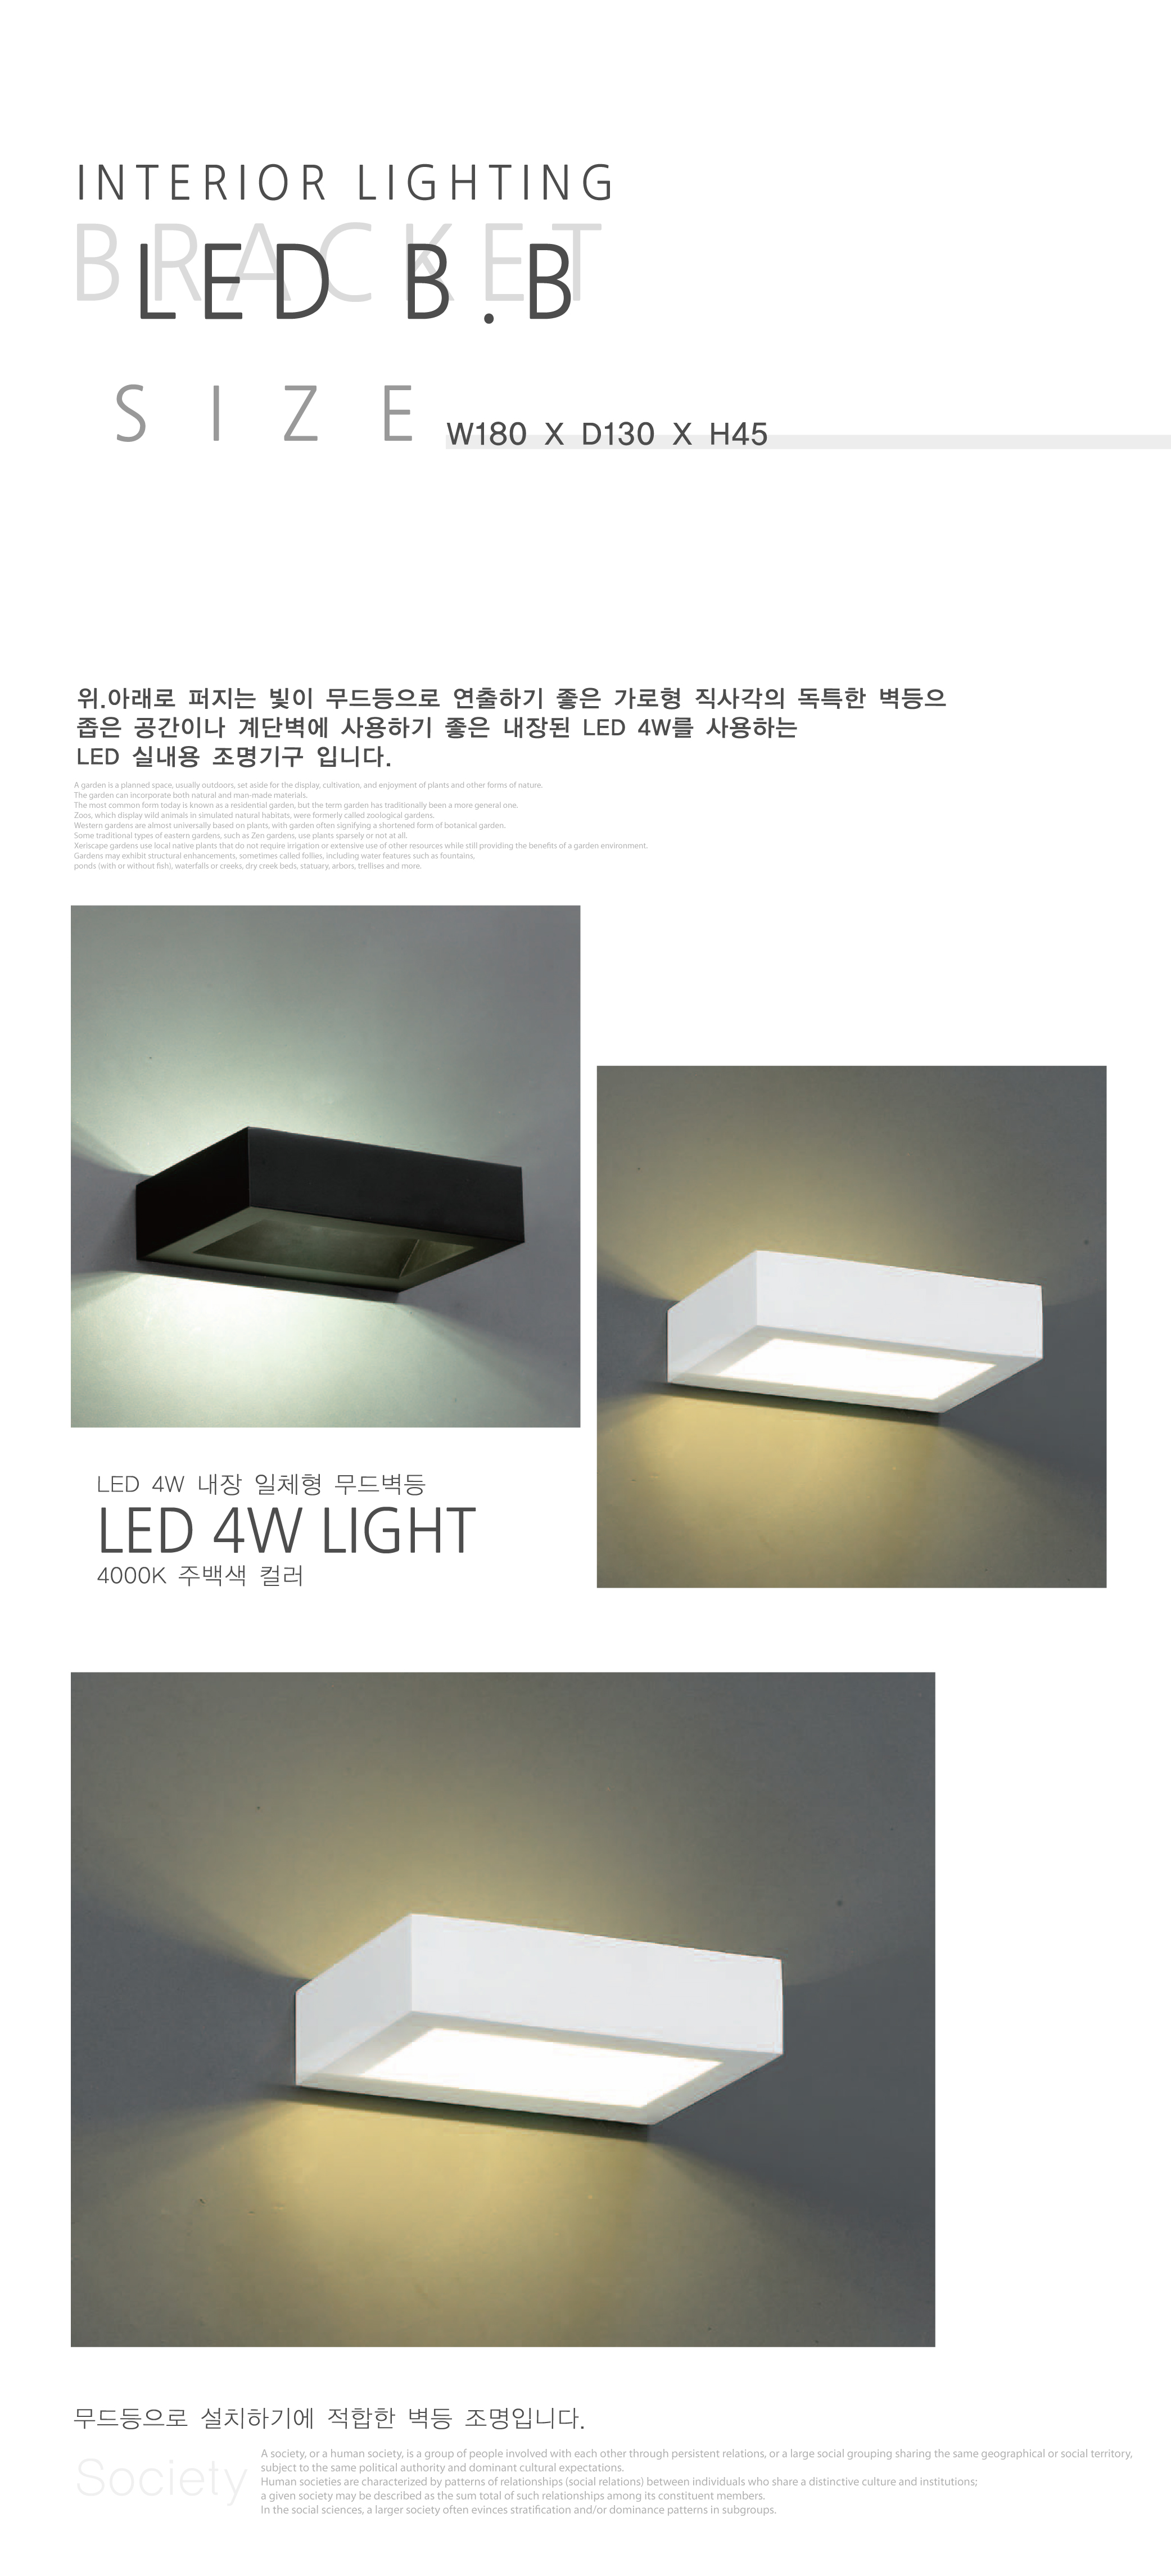 INTERIOR LIGHTING
BRACKET
LED B.B
SIZE W180 X D130 X H45
위.아래로 퍼지는 빛이 무드등으로 연출하기 좋은 가로형 직사각의 독특한 벽등으
좁은 공간이나 계단벽에 사용하기 좋은 내장된 LED 4W를 사용하는
LED 실내용 조명기구 입니다.
A garden is a planned space, usually outdoors, set aside for the display, cultivation, and enjoyment of plants and other forms of nature.
The garden can incorporate both natural and man-made materials.
The most common form today is known as a residential garden, but the term garden has traditionally been a more general one.
Zoos, which display wild animals in simulated natural habitats, were formerly called zoological gardens.
Western gardens are almost universally based on plants, with garden often signifying a shortened form of botanical garden.
Some traditional types of eastern gardens, such as Zen gardens, use plants sparsely or not at all.
Xeriscape gardens use local native plants that do not require irrigation or extensive use of other resources while still providing the benefits of a garden environment.
Gardens may exhibit structural enhancements, sometimes called follies, including water features such as fountains,
ponds (with or without fish), waterfalls or creeks, dry creek beds, statuary, arbors, trellises and more.
LED 4W 내장 일체형 무드벽등
LED 4W LIGHT
4000K 주백색 컬러
무드등으로 설치하기에 적합한 벽등 조명입니다.
Society
A society, or a human society, is a group of people involved with each other through persistent relations, or a large social grouping sharing the same geographical or social territory,
subject to the same political authority and dominant cultural expectations.
Human societies are characterized by patterns of relationships (social relations) between individuals who share a distinctive culture and institutions;
a given society may be described as the sum total of such relationships among its constituent members.
In the social sciences, a larger society often evinces stratification and/or dominance patterns in subgroups.